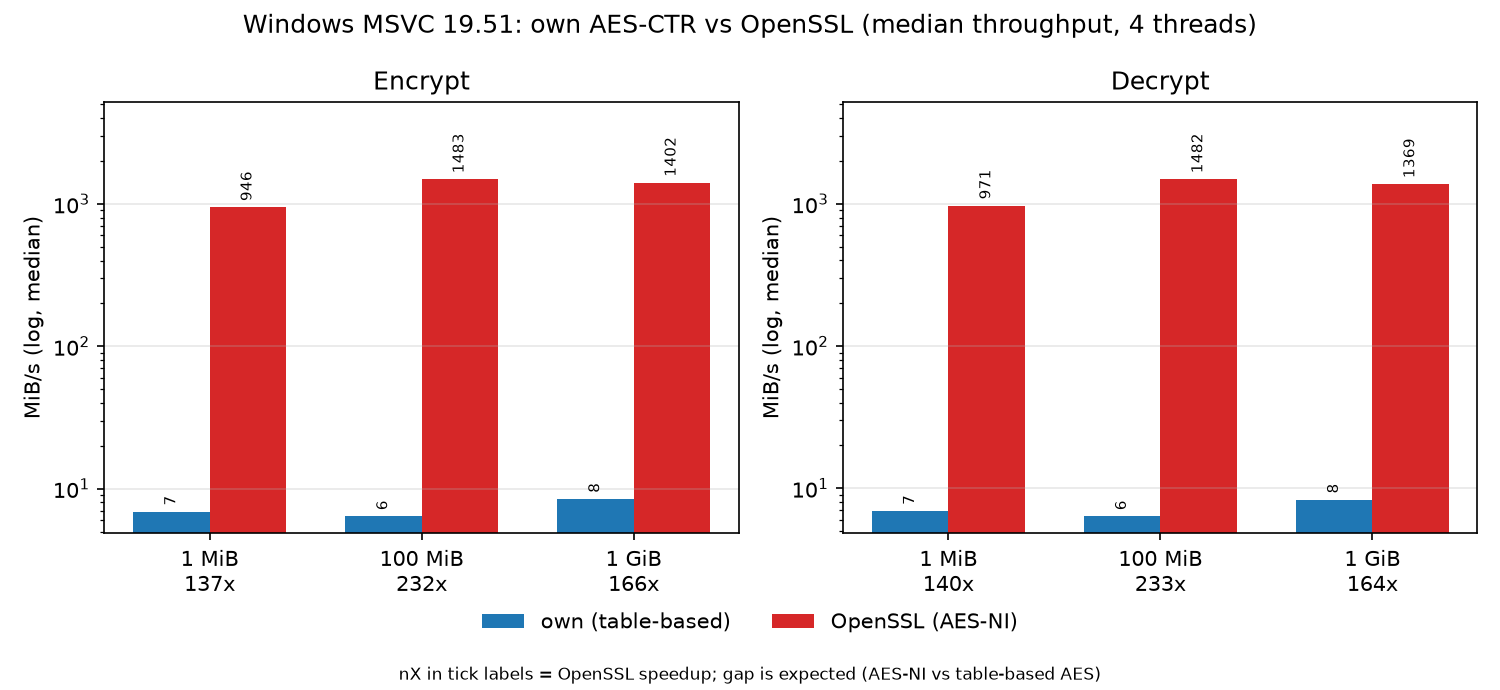 Windows MSVC 19.51: own AES-CTR vs OpenSSL (median throughput, 4 threads)
Encrypt
MiB/s (log, median)
10³
10²
10¹
7
946
6
1483
8
1402
1 MiB
137x
100 MiB
232x
1 GiB
166x
Decrypt
MiB/s (log, median)
10³
10²
10¹
7
971
6
1482
8
1369
1 MiB
140x
100 MiB
233x
1 GiB
164x
own (table-based)
OpenSSL (AES-NI)
nX in tick labels = OpenSSL speedup; gap is expected (AES-NI vs table-based AES)